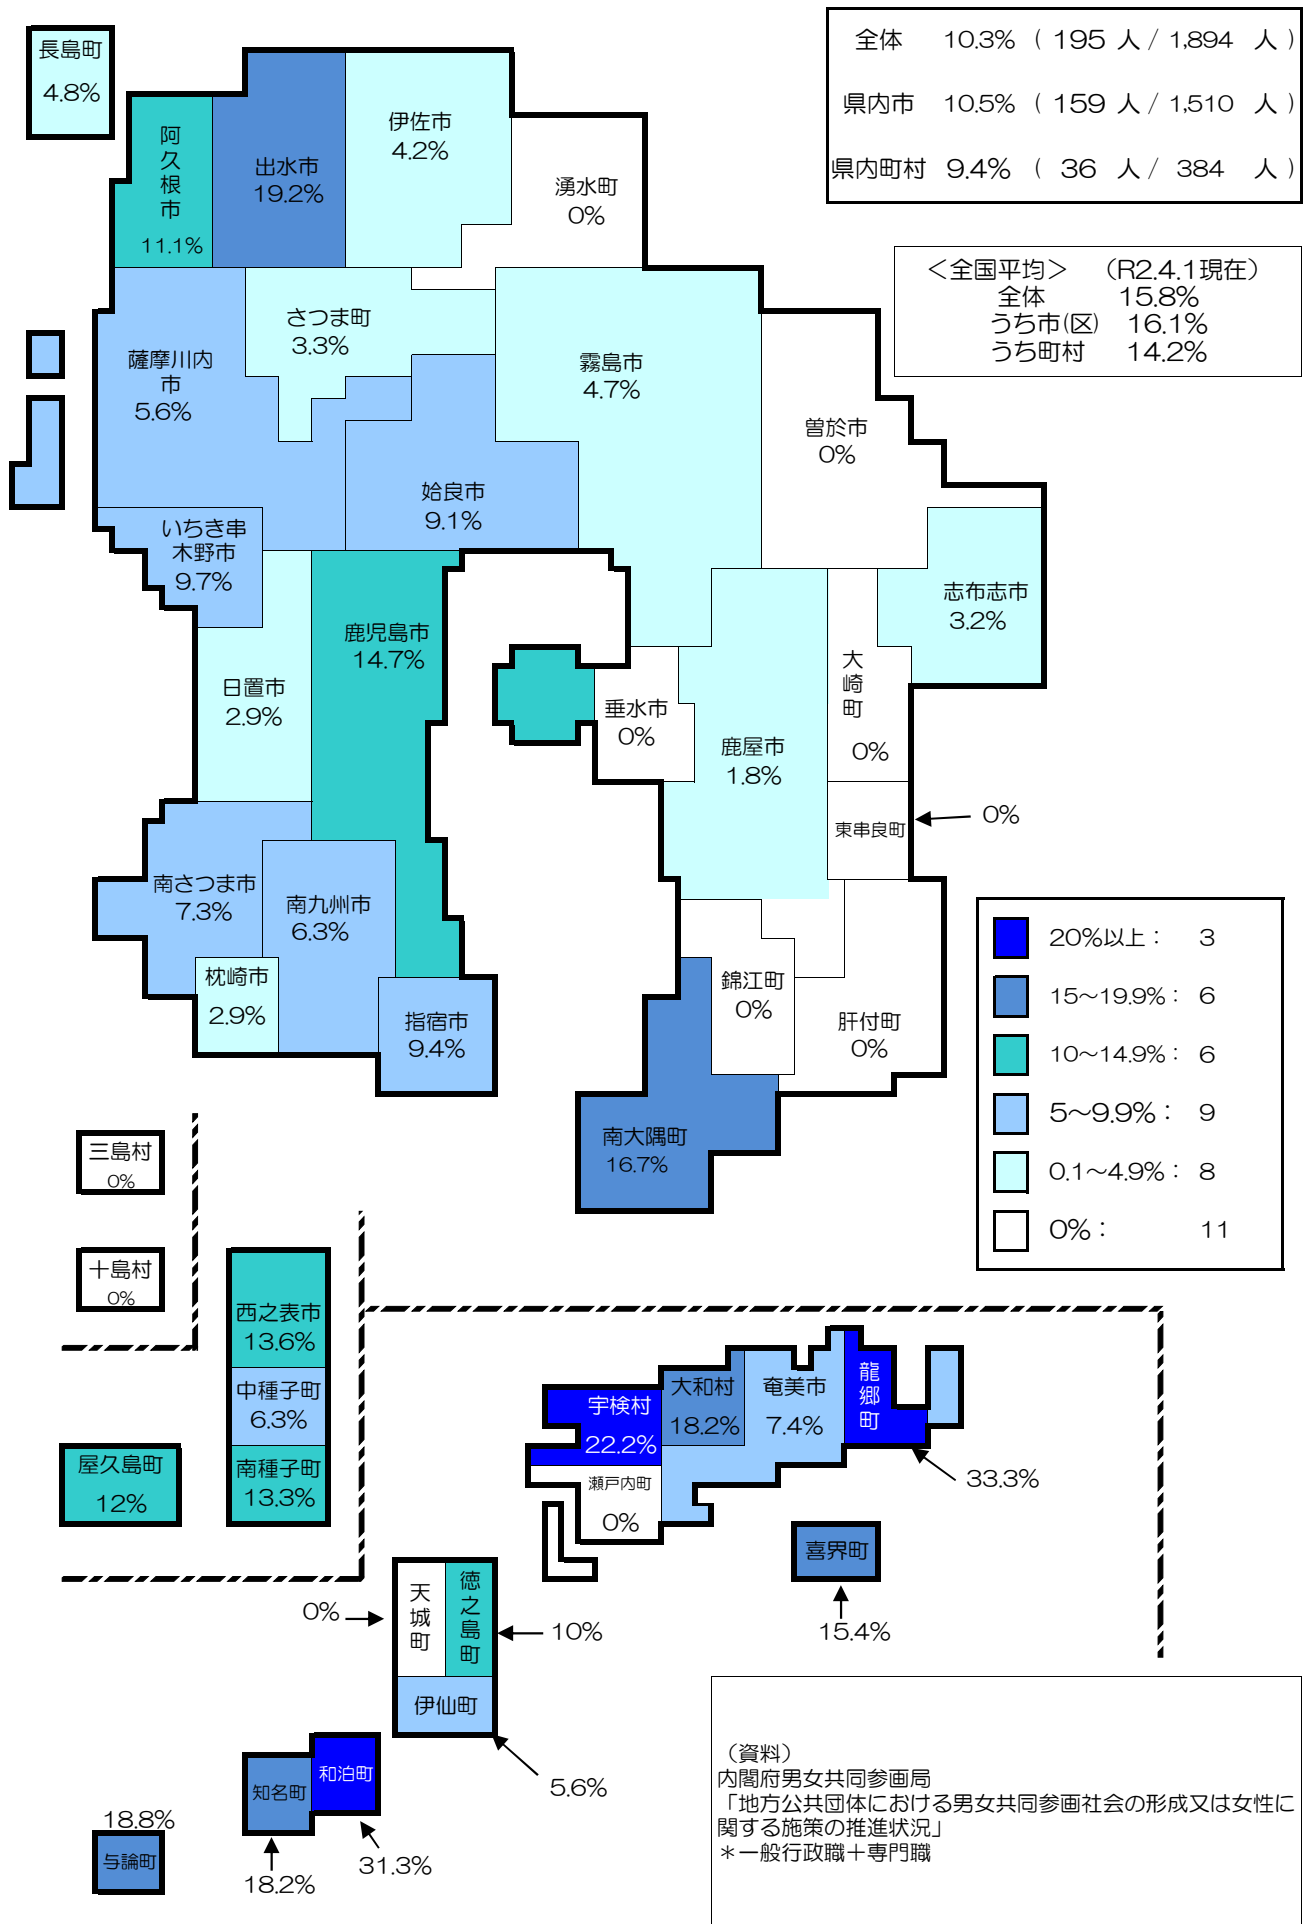 長島町
4.8%
全体 10.3% ( 195 人 / 1,894 人 )
県内市 10.5% ( 159 人 / 1,510 人 )
県内町村 9.4% ( 36 人 / 384 人 )
＜全国平均＞ （R2.4.1現在）
全体 15.8%
うち市(区) 16.1%
うち町村 14.2%
阿久根市
11.1%
出水市
19.2%
伊佐市
4.2%
湧水町
0%
さつま町
3.3%
薩摩川内
市
5.6%
霧島市
4.7%
曽於市
0%
姶良市
9.1%
いちき串
木野市
9.7%
志布志市
3.2%
鹿児島市
14.7%
日置市
2.9%
垂水市
0%
鹿屋市
1.8%
大崎町
0%
東串良町
0%
南さつま市
7.3%
南九州市
6.3%
枕崎市
2.9%
指宿市
9.4%
錦江町
0%
肝付町
0%
南大隅町
16.7%
20%以上： 3
15～19.9%： 6
10～14.9%： 6
5～9.9%： 9
0.1～4.9%： 8
0%： 11
三島村
0%
十島村
0%
西之表市
13.6%
中種子町
6.3%
南種子町
13.3%
屋久島町
12%
宇検村
22.2%
大和村
18.2%
奄美市
7.4%
龍郷町
33.3%
瀬戸内町
0%
喜界町
15.4%
天城町
0%
徳之島町
10%
伊仙町
5.6%
和泊町
31.3%
知名町
18.2%
18.8%
与論町
（資料）
内閣府男女共同参画局
「地方公共団体における男女共同参画社会の形成又は女性に
関する施策の推進状況」
＊一般行政職＋専門職